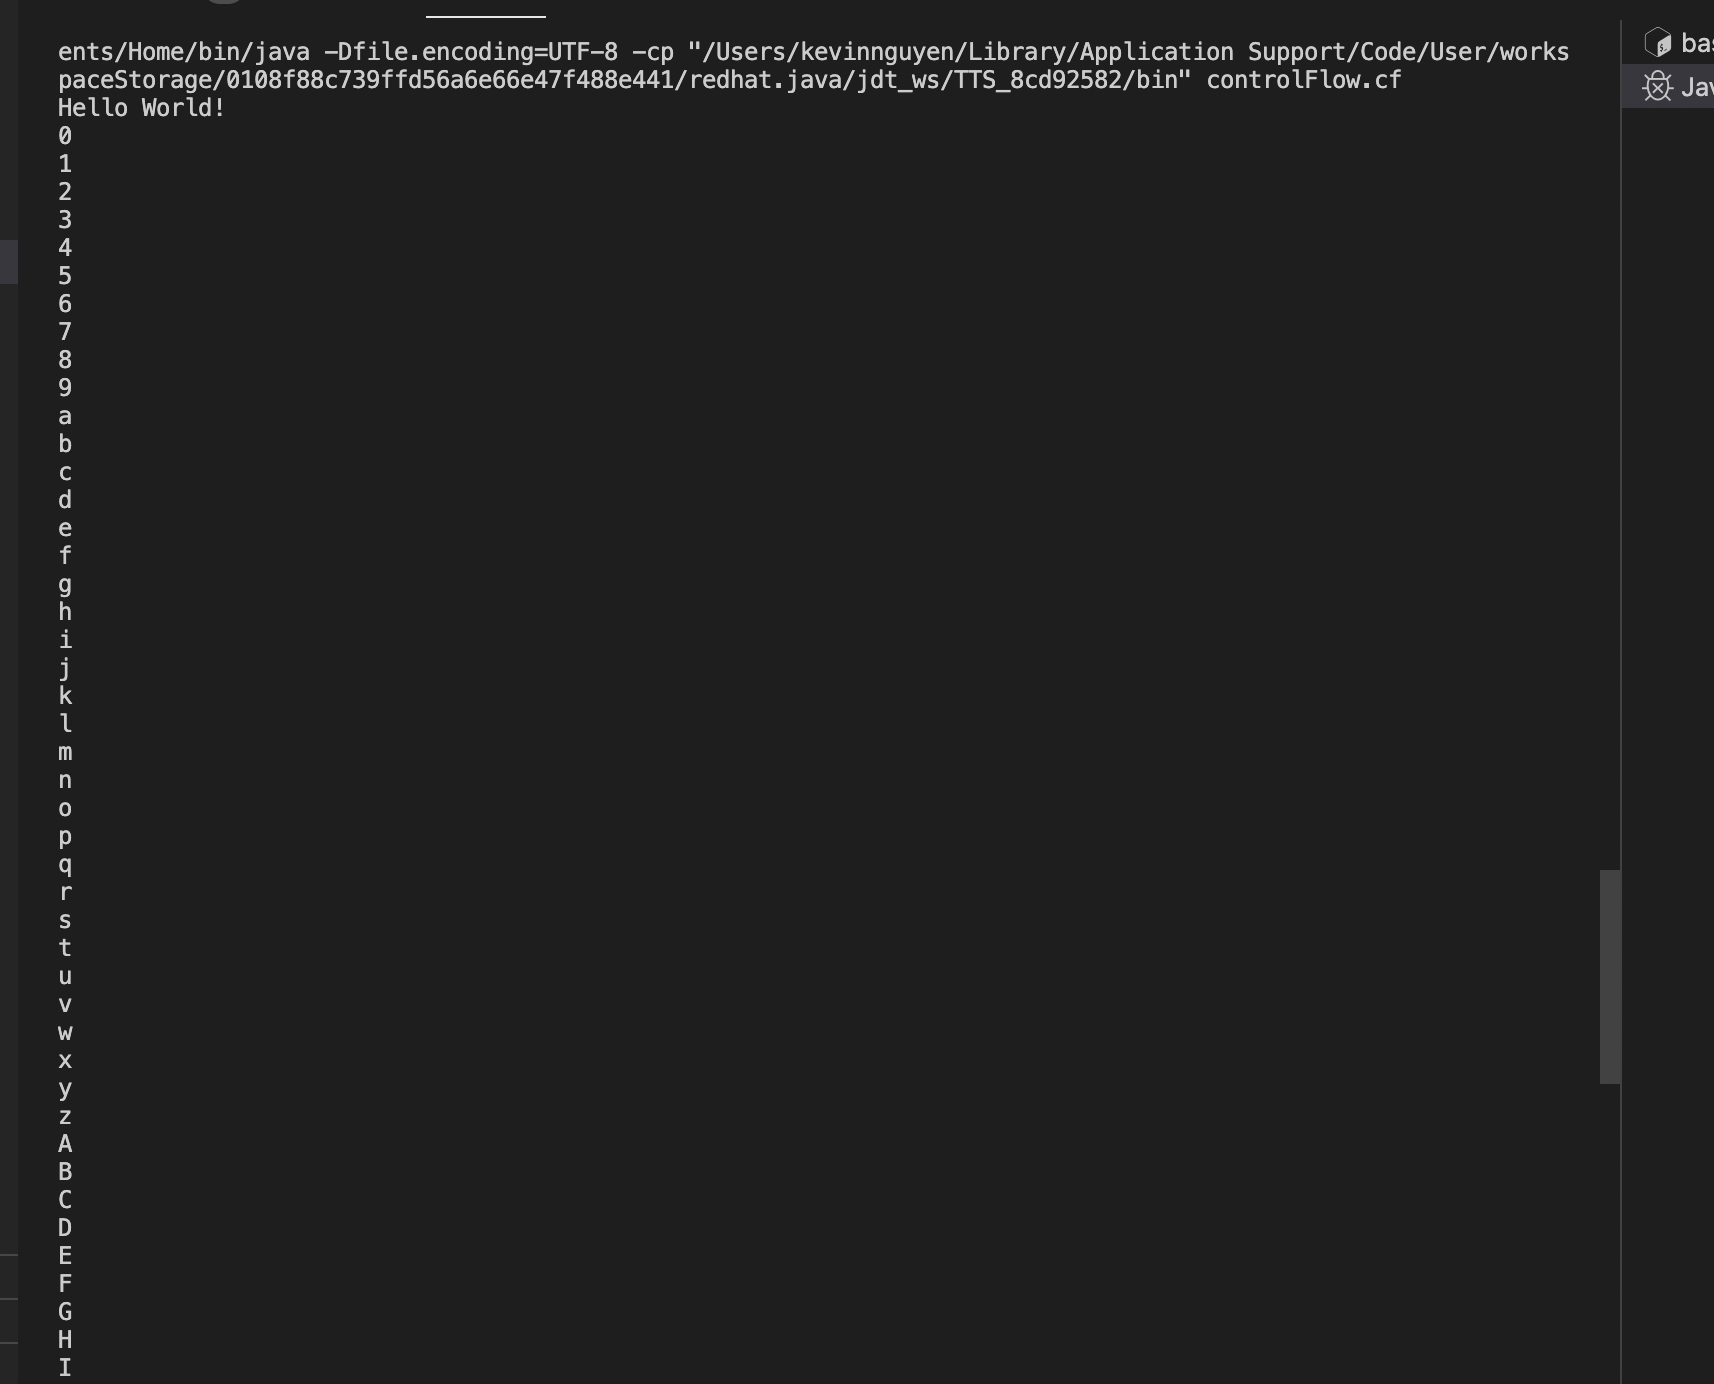 ents/Home/bin/java -Dfile.encoding=UTF-8 -cp "/Users/kevinnguyen/Library/Application Support/Code/User/works
paceStorage/0108f88c739ffd56a6e66e47f488e441/redhat.java/jdt_ws/TTS_8cd92582/bin" controlFlow.cf
Hello World!
0
1
2
3
4
5
6
7
8
9
a
b
c
d
e
f
g
h
i
j
k
l
m
n
o
p
q
r
s
t
u
v
w
x
y
z
A
B
C
D
E
F
G
H
I
bas
Jav